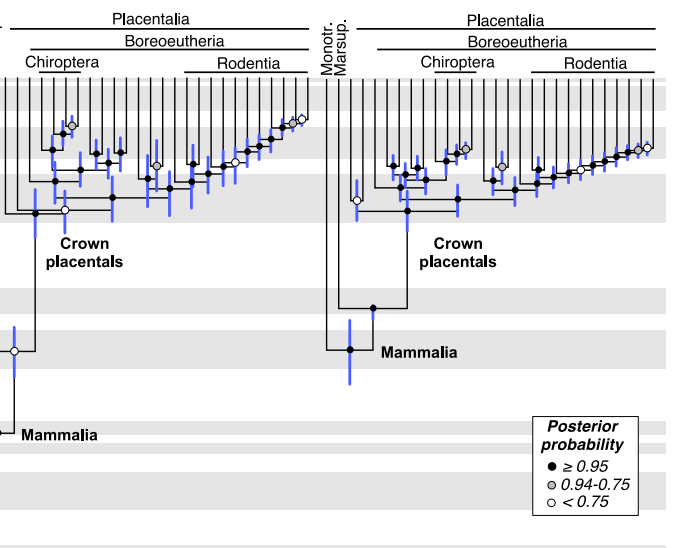 Placentalia
Boreoeutheria
Chiroptera
Rodentia
Crown
placentals
Mammalia
Monotr.
Marsup.
Placentalia
Boreoeutheria
Chiroptera
Rodentia
Crown
placentals
Mammalia
Posterior
probability
≥ 0.95
0.94-0.75
< 0.75